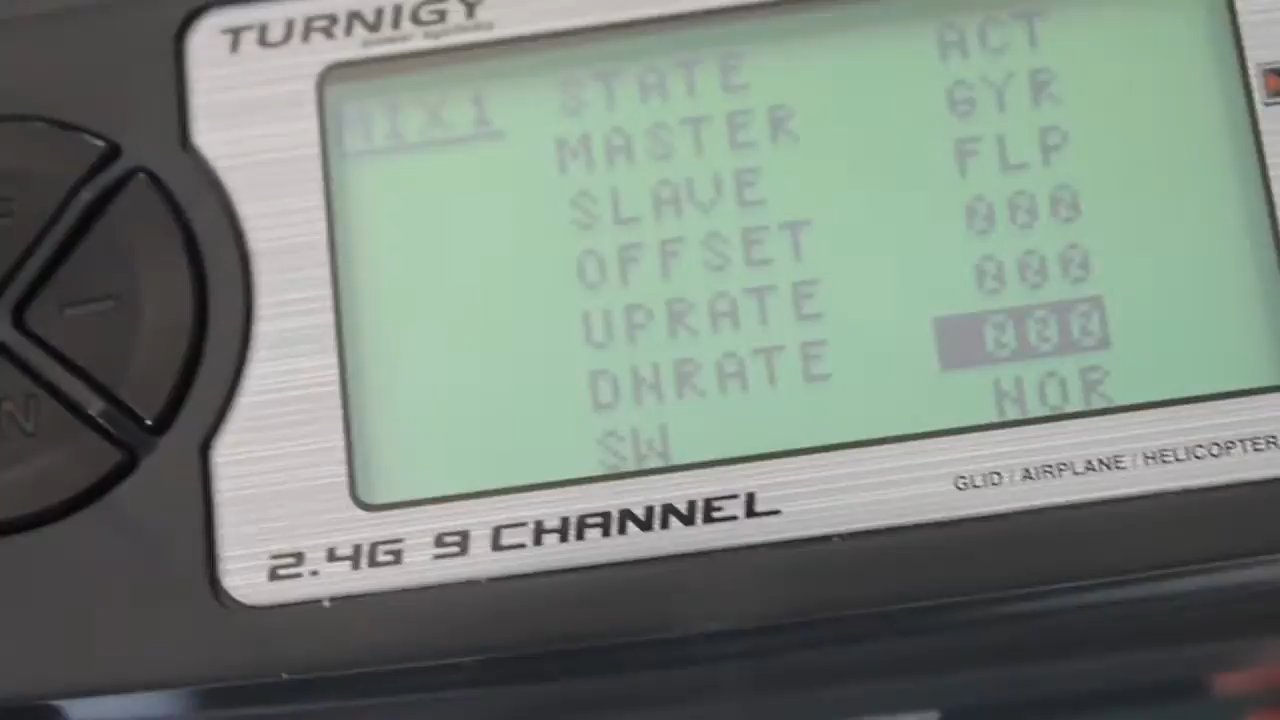 TURNIGY
MIX1
STATE ACT
MASTER GYR
SLAVE FLP
OFFSET 000
UPRATE 000
DNRATE 000
SW NOR
GLID / AIRPLANE / HELICOPTER
2.4G 9 CHANNEL